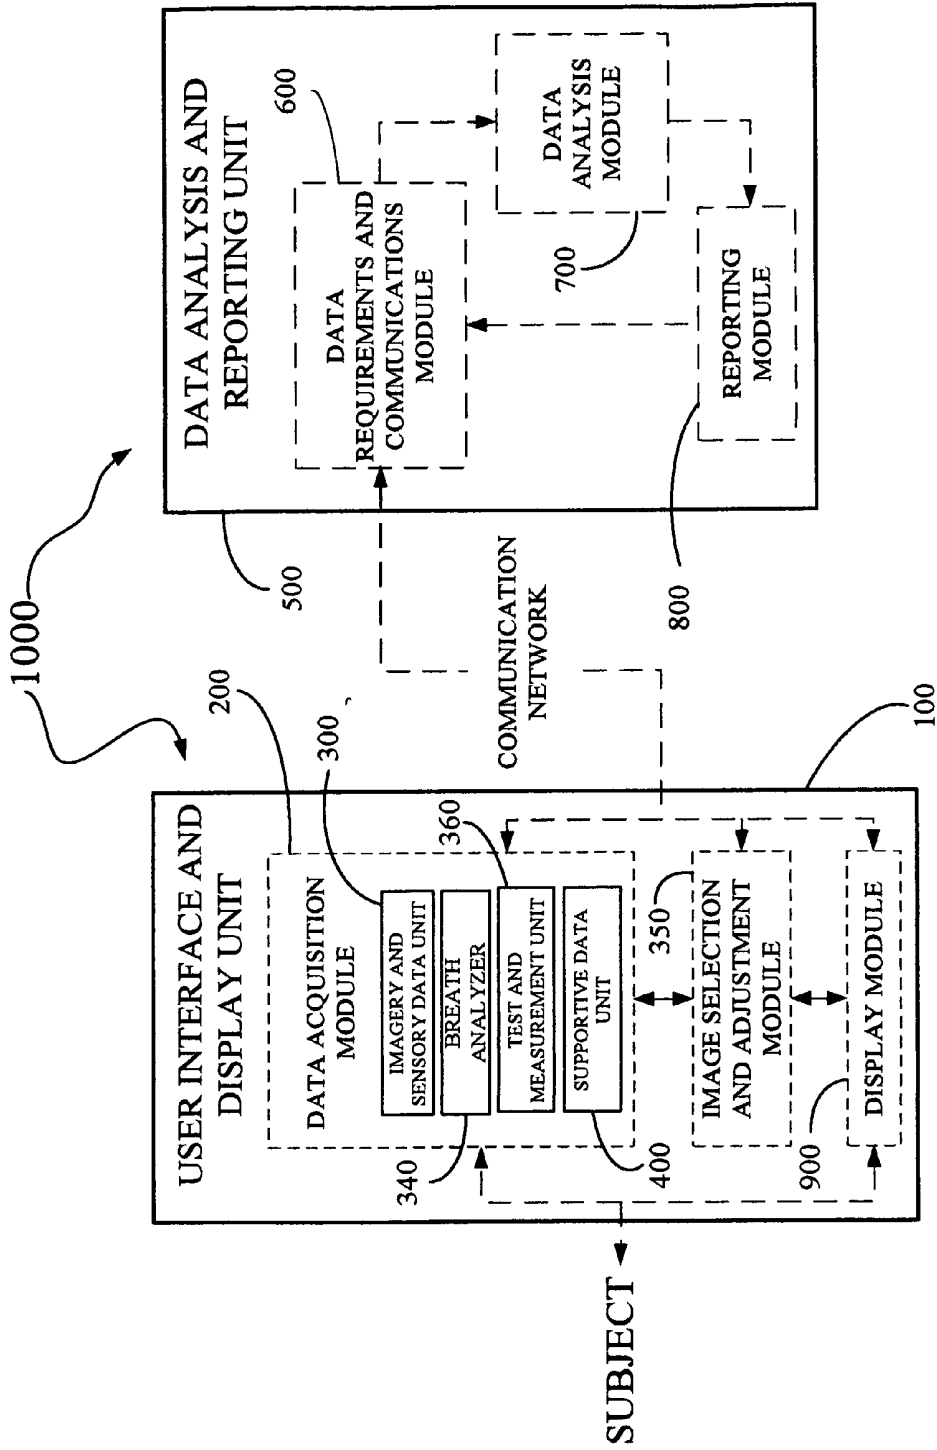 1000
USER INTERFACE AND
DISPLAY UNIT
200
DATA ACQUISITION
MODULE
300
IMAGERY AND
SENSORY DATA UNIT
340
BREATH
ANALYZER
360
TEST AND
MEASUREMENT UNIT
400
SUPPORTIVE DATA
UNIT
350
IMAGE SELECTION
AND ADJUSTMENT
MODULE
900
DISPLAY MODULE
100
SUBJECT
COMMUNICATION
NETWORK
DATA ANALYSIS AND
REPORTING UNIT
500
600
DATA
REQUIREMENTS AND
COMMUNICATIONS
MODULE
700
DATA
ANALYSIS
MODULE
800
REPORTING
MODULE